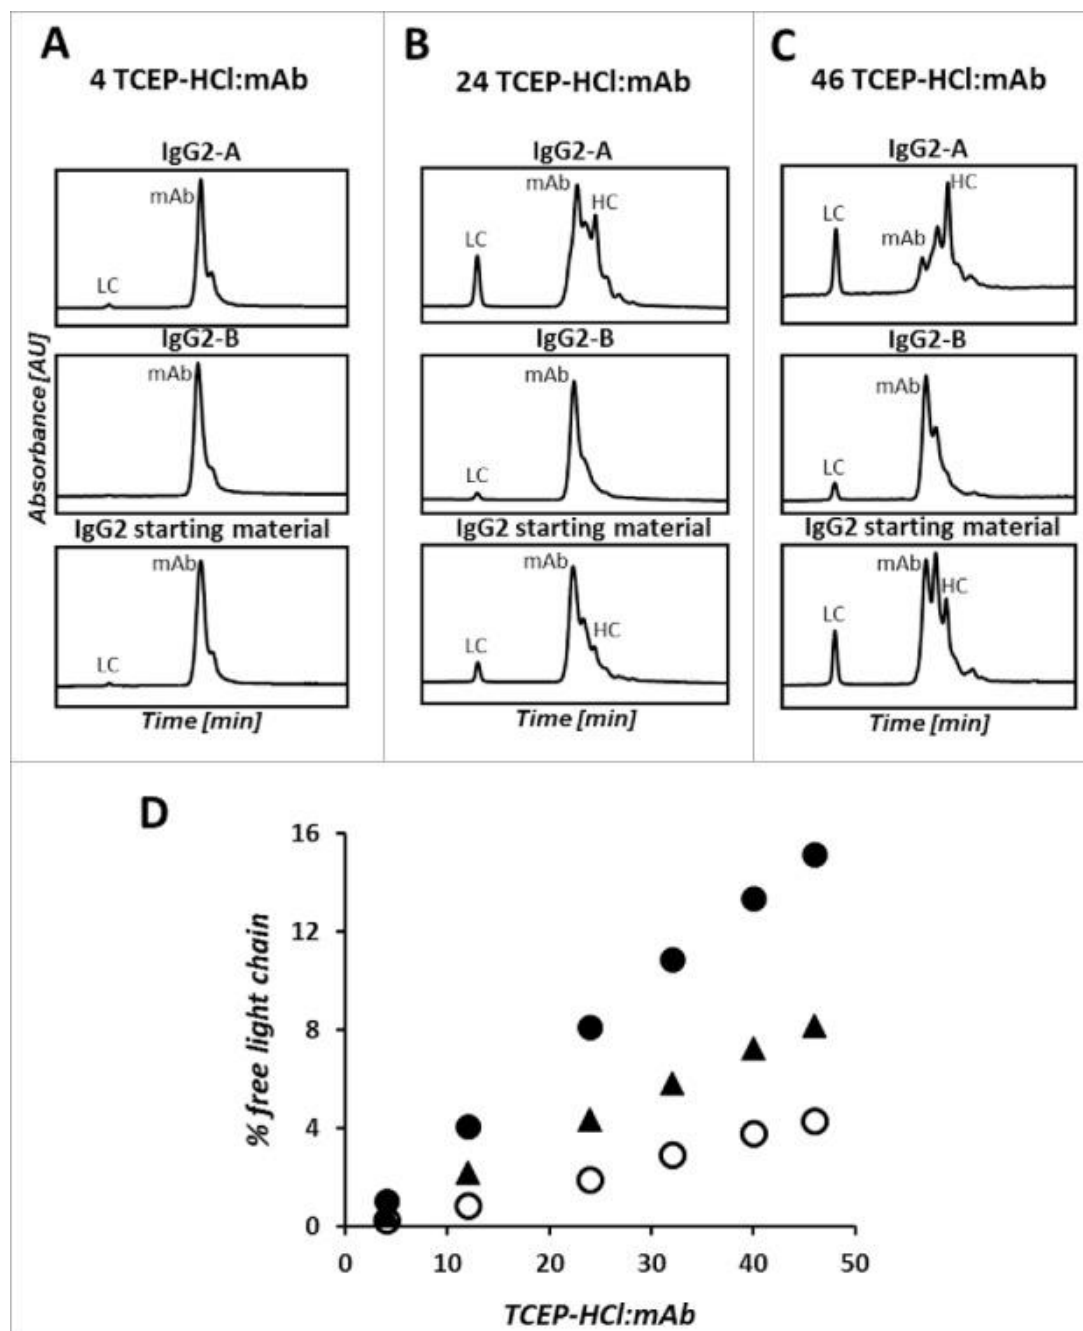 A
4 TCEP-HCl:mAb
IgG2-A
mAb
LC
IgG2-B
mAb
IgG2 starting material
mAb
LC
Absorbance [AU]
Time [min]
B
24 TCEP-HCl:mAb
IgG2-A
mAb
HC
LC
IgG2-B
mAb
LC
IgG2 starting material
mAb
HC
LC
Time [min]
C
46 TCEP-HCl:mAb
IgG2-A
HC
LC
mAb
IgG2-B
mAb
LC
IgG2 starting material
mAb
HC
LC
Time [min]
D
16
12
8
4
0
% free light chain
0 10 20 30 40 50
TCEP-HCl:mAb